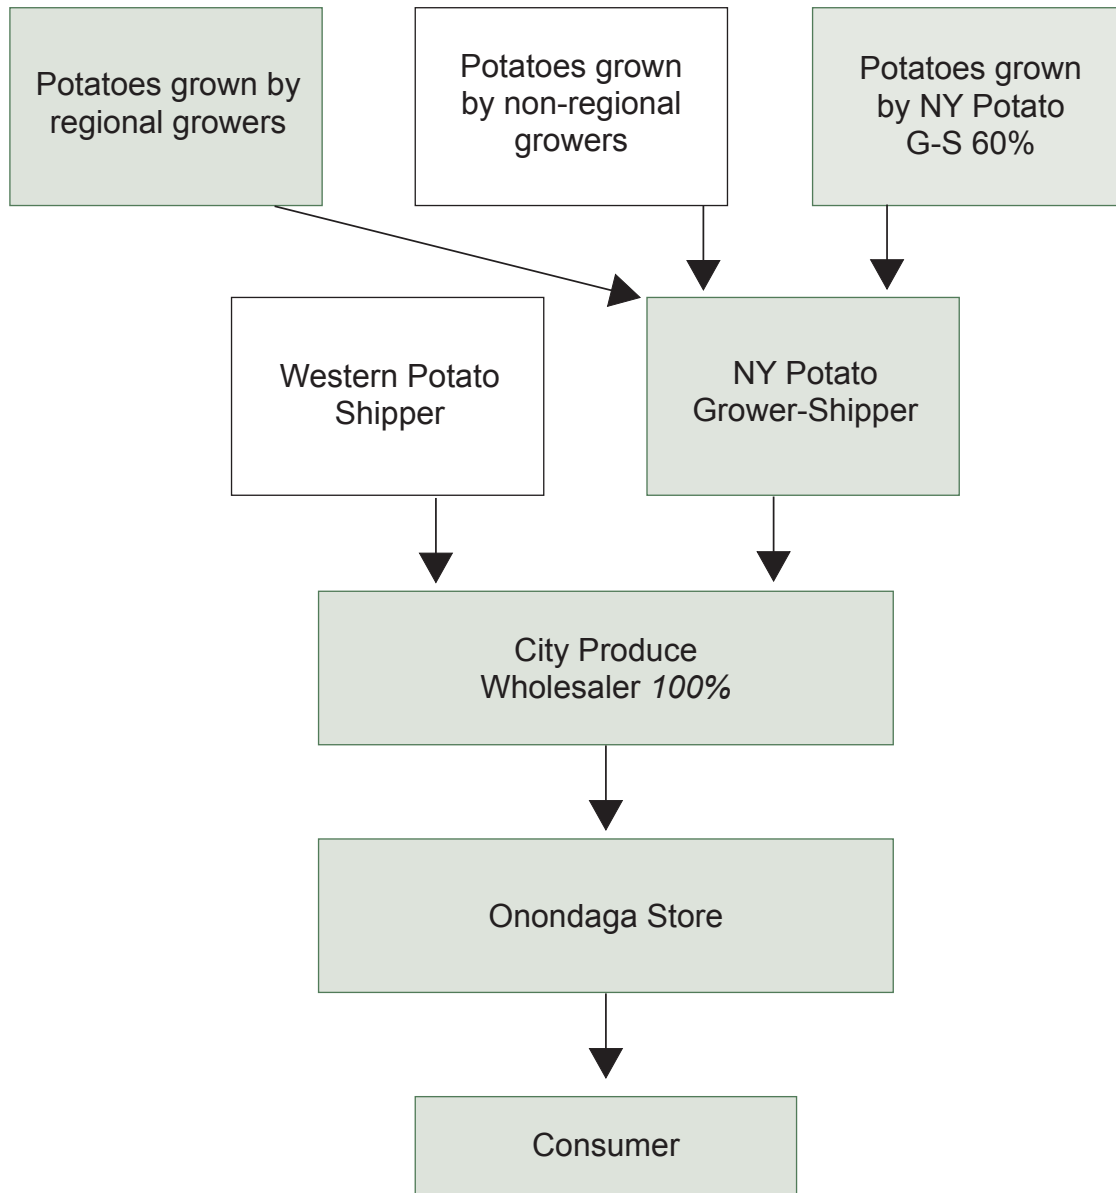 Potatoes grown by
regional growers
Potatoes grown
by non-regional
growers
Potatoes grown
by NY Potato
G-S 60%
Western Potato
Shipper
NY Potato
Grower-Shipper
City Produce
Wholesaler 100%
Onondaga Store
Consumer